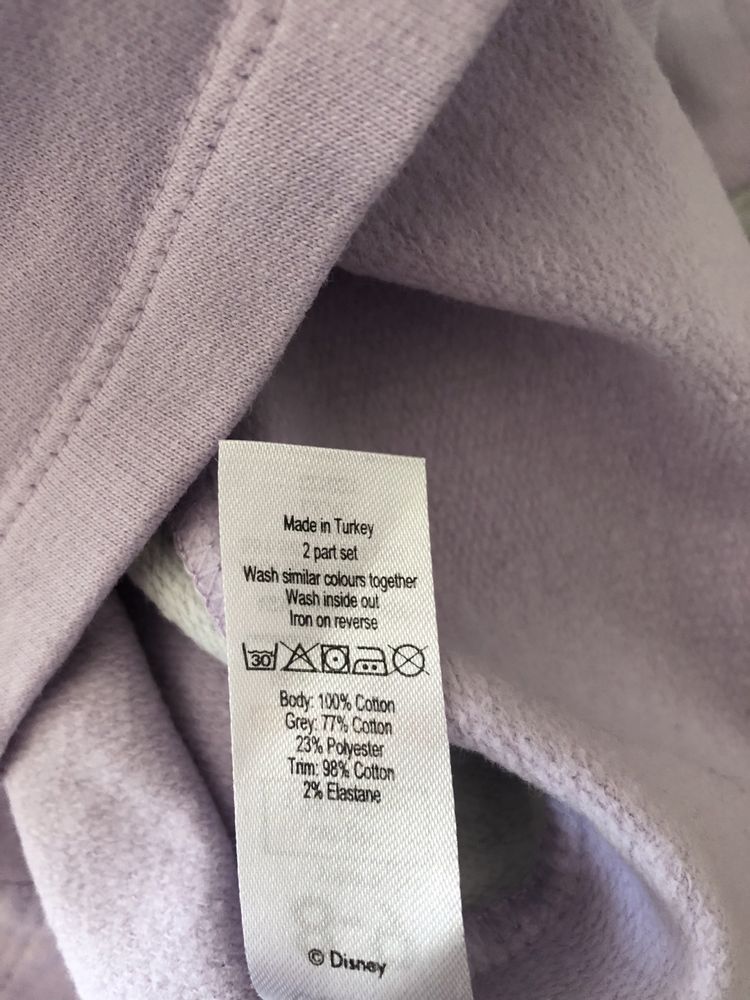 Made in Turkey
2 part set
Wash similar colours together
Wash inside out
Iron on reverse
30
Body: 100% Cotton
Grey: 77% Cotton
23% Polyester
Trim: 98% Cotton
2% Elastane
© Disney